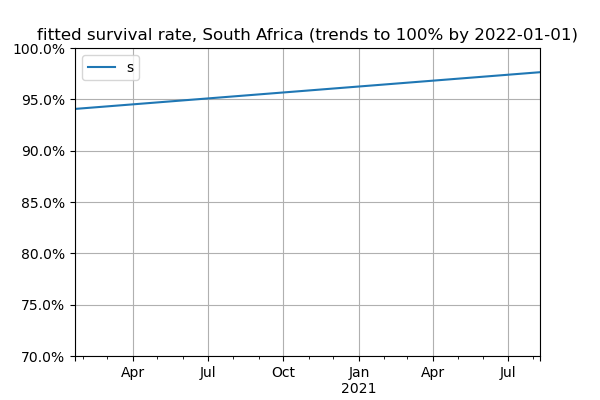 fitted survival rate, South Africa (trends to 100% by 2022-01-01)
100.0%
s
95.0%
90.0%
85.0%
80.0%
75.0%
70.0%
Apr Jul Oct Jan Apr Jul
2021